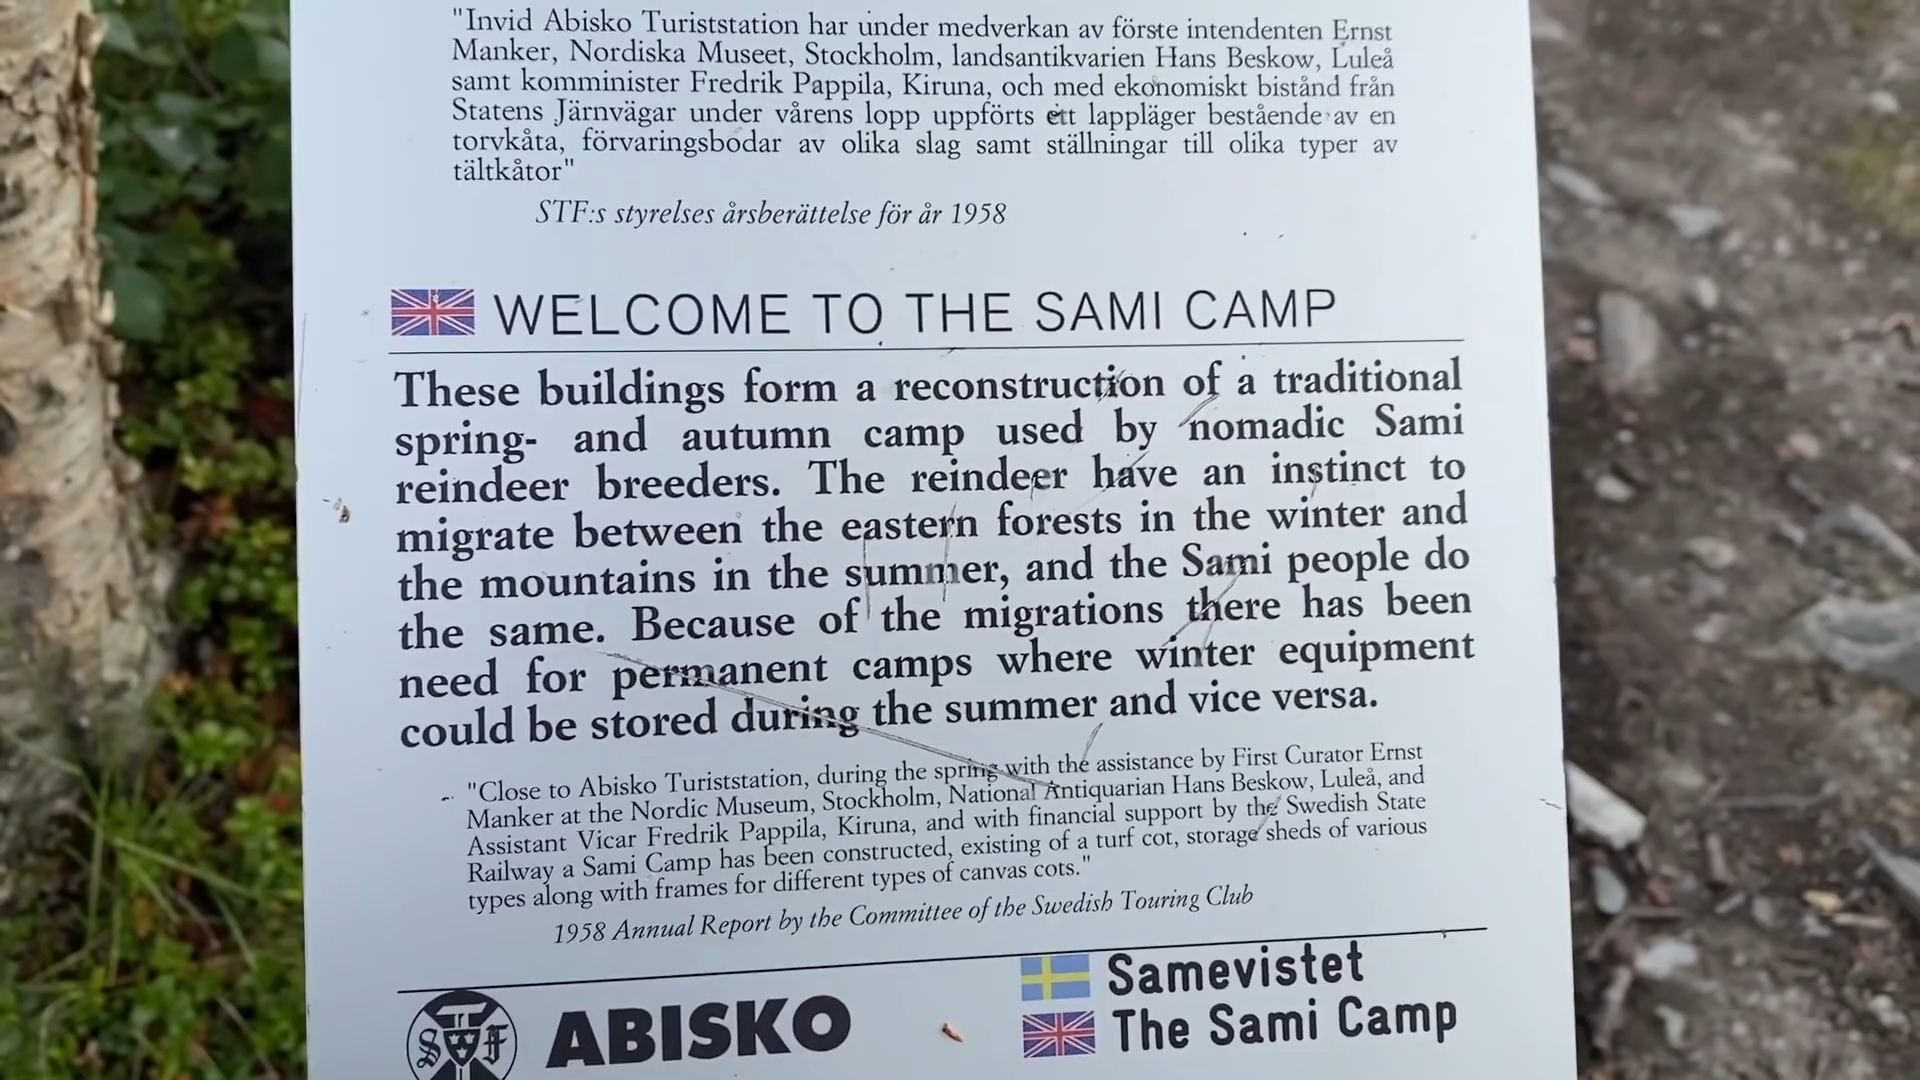 "Invid Abisko Turiststation har under medverkan av förste intendenten Ernst
Manker, Nordiska Museet, Stockholm, landsantikvarien Hans Beskow, Luleå
samt komminister Fredrik Pappila, Kiruna, och med ekonomiskt bistånd från
Statens Järnvägar under vårens lopp uppförts ett lappläger bestående av en
torvkåta, förvaringsbodar av olika slag samt ställningar till olika typer av
tältkåtor"
STF:s styrelses årsberättelse för år 1958
WELCOME TO THE SAMI CAMP
These buildings form a reconstruction of a traditional
spring- and autumn camp used by nomadic Sami
reindeer breeders. The reindeer have an instinct to
migrate between the eastern forests in the winter and
the mountains in the summer, and the Sami people do
the same. Because of the migrations there has been
need for permanent camps where winter equipment
could be stored during the summer and vice versa.
"Close to Abisko Turiststation, during the spring with the assistance by First Curator Ernst
Manker at the Nordic Museum, Stockholm, National Antiquarian Hans Beskow, Luleå, and
Assistant Vicar Fredrik Pappila, Kiruna, and with financial support by the Swedish State
Railway a Sami Camp has been constructed, existing of a turf cot, storage sheds of various
types along with frames for different types of canvas cots."
1958 Annual Report by the Committee of the Swedish Touring Club
S F
ABISKO
Samevistet
The Sami Camp